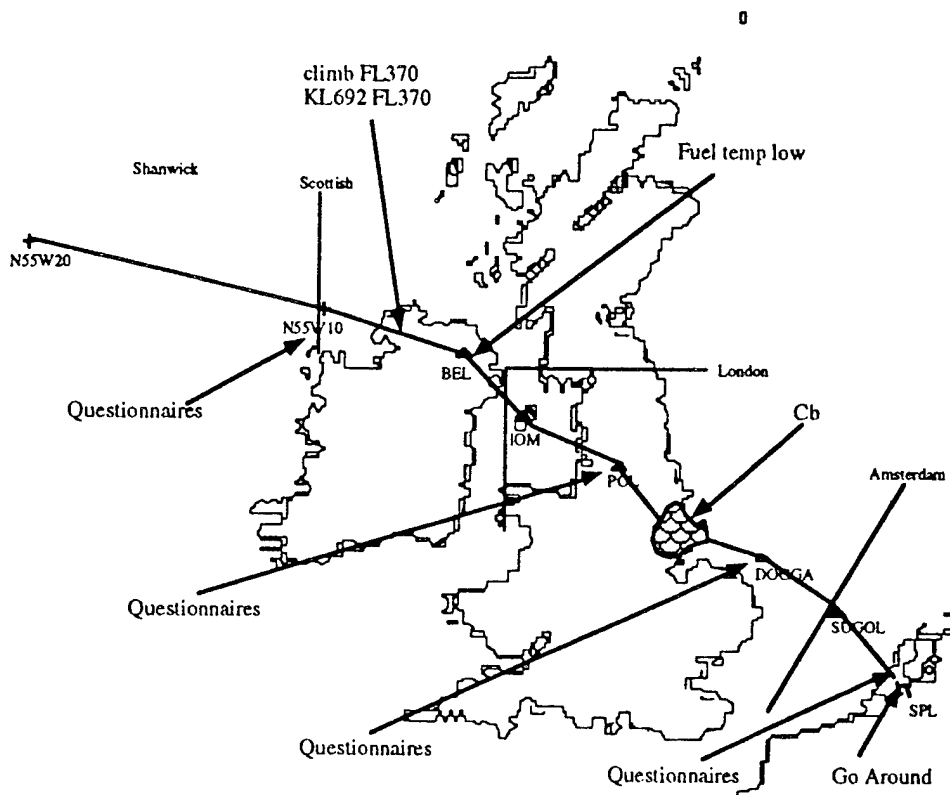 climb FL370
KL692 FL370
Fuel temp low
Shanwick
Scottish
N55W20
N55W10
BEL
London
Questionnaires
IOM
Cb
POL
Amsterdam
DOGGA
Questionnaires
SUGOL
SPL
Questionnaires
Questionnaires
Go Around